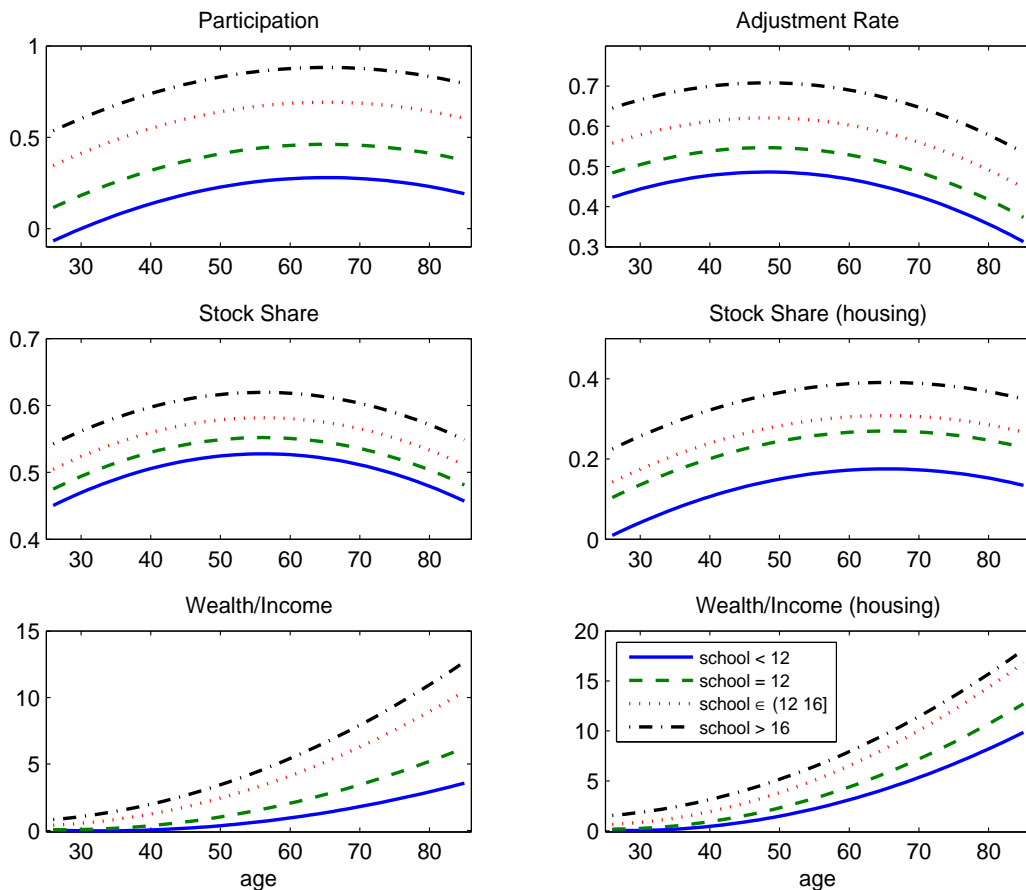 Participation
1
0.5
0
30 40 50 60 70 80
Adjustment Rate
0.7
0.6
0.5
0.4
0.3
30 40 50 60 70 80
Stock Share
0.7
0.6
0.5
0.4
30 40 50 60 70 80
Stock Share (housing)
0.4
0.2
0
30 40 50 60 70 80
Wealth/Income
15
10
5
0
30 40 50 60 70 80
age
Wealth/Income (housing)
20
15
10
5
0
school < 12
school = 12
school ∈ (12 16]
school > 16
30 40 50 60 70 80
age